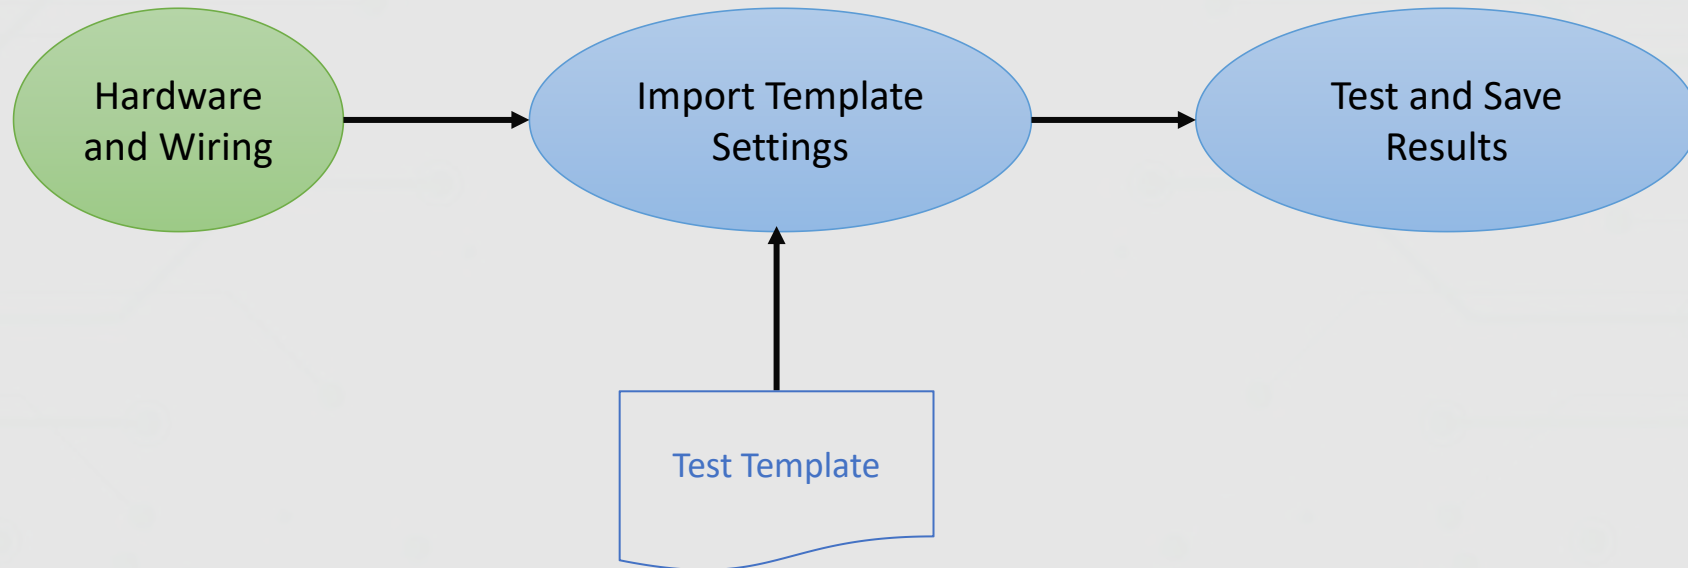 Hardware
and Wiring
Import Template
Settings
Test and Save
Results
Test Template